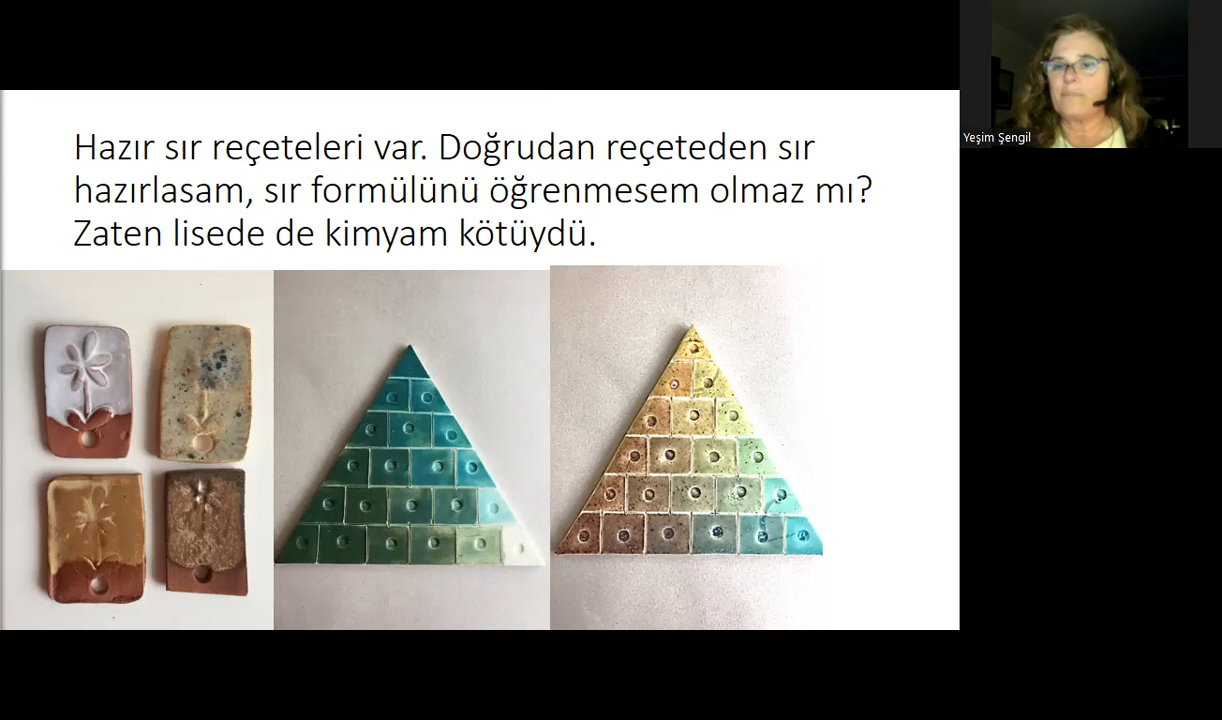 Hazır sır reçeteleri var. Doğrudan reçeteden sır
hazırlasam, sır formülünü öğrenmesem olmaz mı?
Zaten lisede de kimyam kötüydü.
Yeşim Şengil